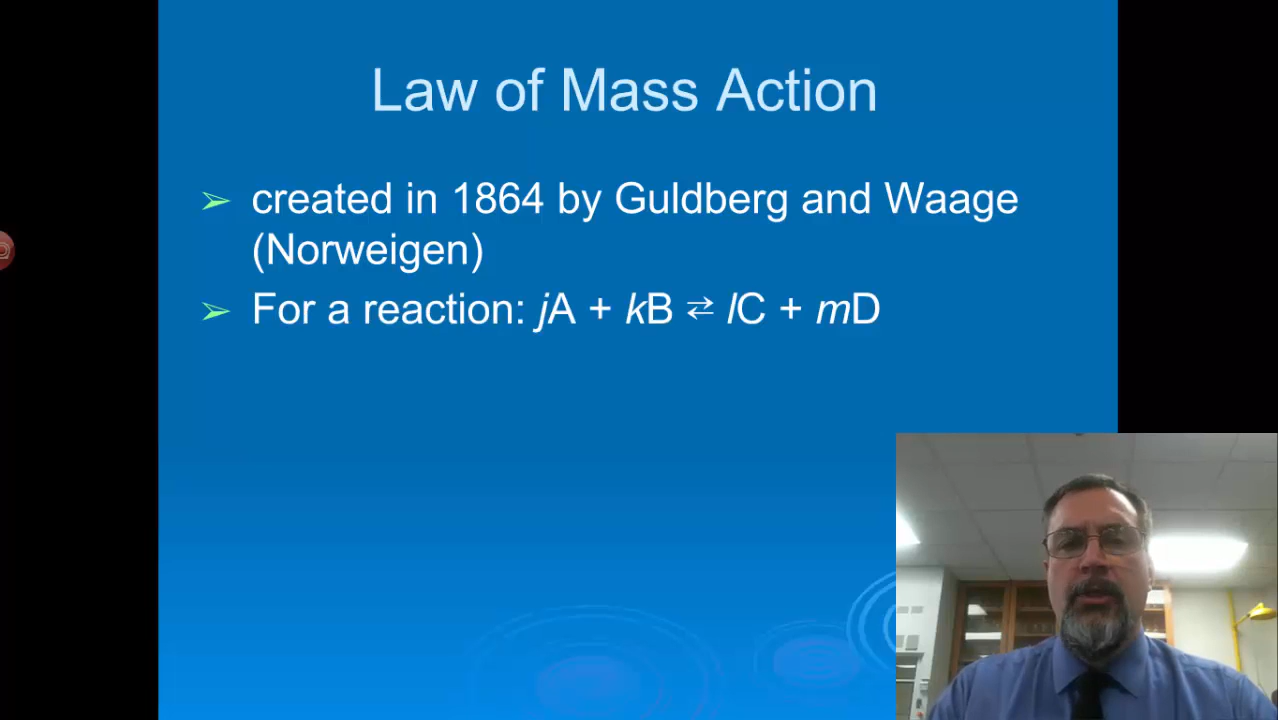 Law of Mass Action
➢ created in 1864 by Guldberg and Waage
(Norweigen)
➢ For a reaction: jA + kB ⇄ lC + mD